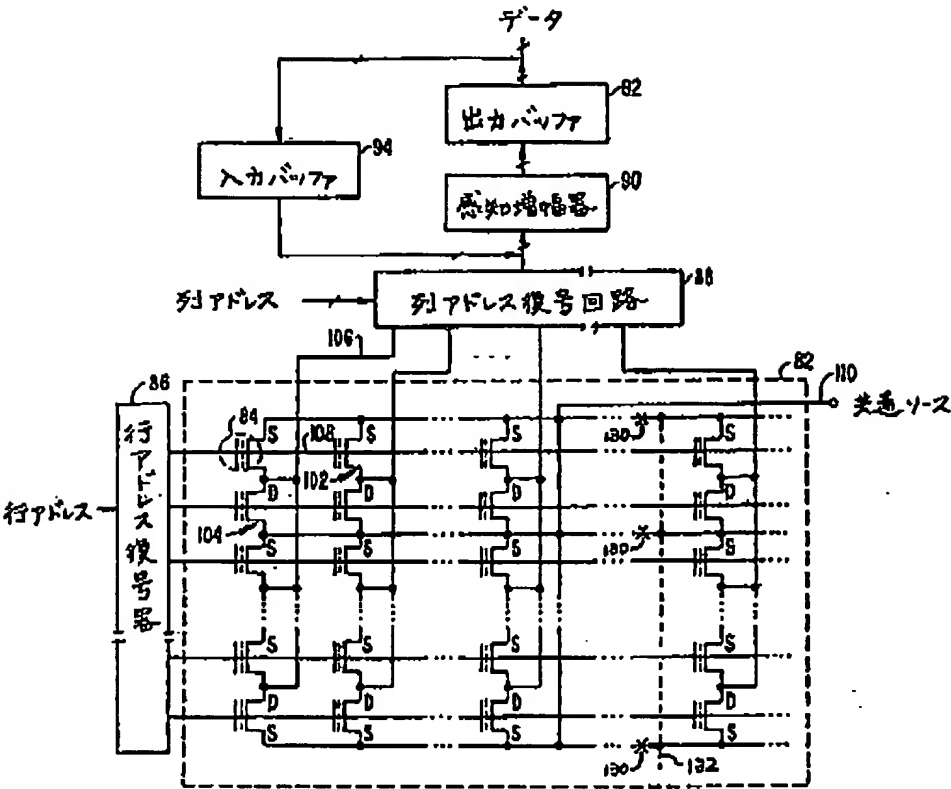 データ
82
出力バッファ
94
入力バッファ
90
感知増幅器
88
列アドレス
列アドレス復号回路
106
82
110
86
共通ソース
84
S
108
S
S
130
S
行アドレス復号器
102
D
D
D
D
行アドレス
104
130
S
S
S
S
S
S
S
S
D
D
D
D
S
S
S
S
130
132